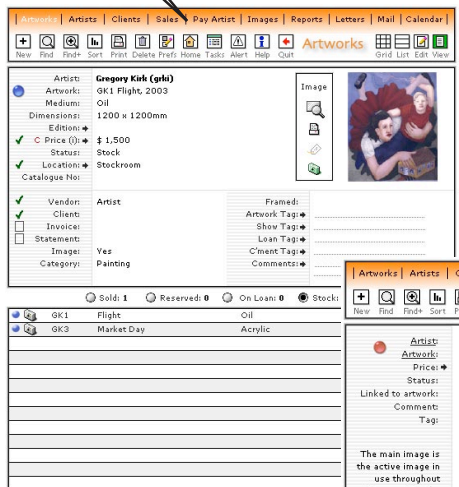 Artworks | Artists | Clients | Sales | Pay Artist | Images | Reports | Letters | Mail | Calendar |
New Find Find+ Sort Print Delete Prefs Home Tasks Alert Help Quit Artworks Grid List Edit View
Artist: Gregory Kirk (grki)
Artwork: GK1 Flight, 2003
Medium: Oil
Dimensions: 1200 x 1200mm
Edition:
C Price (i): $ 1,500
Status: Stock
Location: Stockroom
Catalogue No:
Image
Vendor: Artist
Client:
Invoice:
Statement:
Image: Yes
Category: Painting
Framed:
Artwork Tag:
Show Tag:
Loan Tag:
C'ment Tag:
Comments:
Sold: 1 Reserved: 0 On Loan: 0 Stock:
GK1 Flight Oil
GK3 Market Day Acrylic
| Artworks | Artists |
New Find Find+ Sort
Artist:
Artwork:
Price:
Status:
Linked to artwork:
Comment:
Tag:
The main image is
the active image in
use throughout